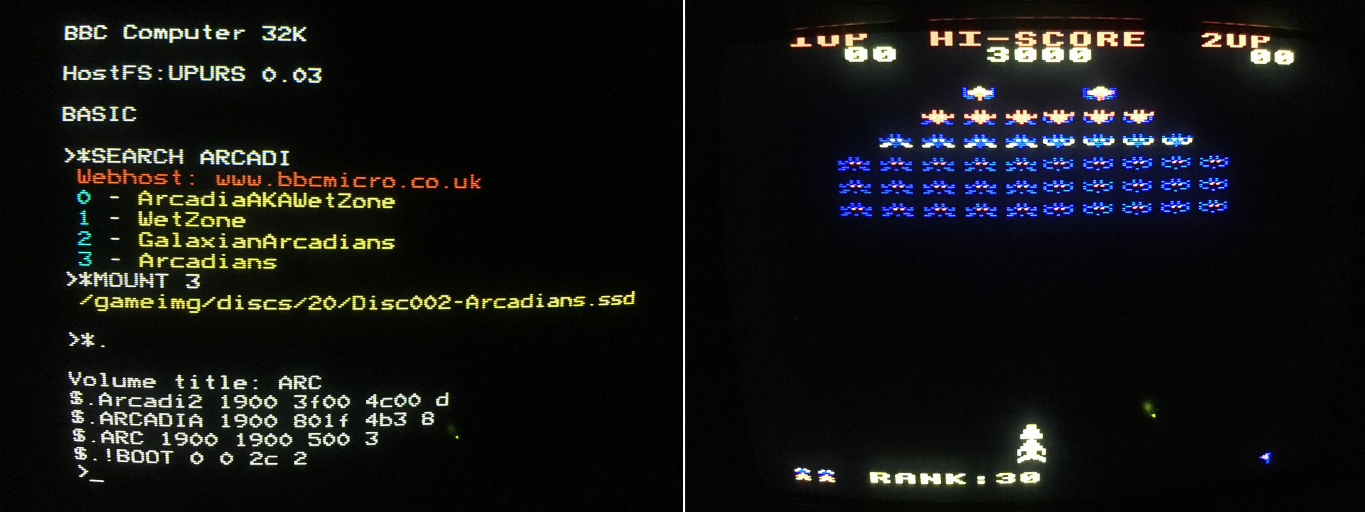 BBC Computer 32K
HostFS:UPURS 0.03
BASIC
>*SEARCH ARCADI
Webhost: www.bbcmicro.co.uk
0 - ArcadiaAKAWetZone
1 - WetZone
2 - GalaxianArcadians
3 - Arcadians
>*MOUNT 3
/gameimg/discs/20/Disc002-Arcadians.ssd
>*.
Volume title: ARC
$.Arcadi2 1900 3f00 4c00 d
$.ARCADIA 1900 801f 4b3 8
$.ARC 1900 1900 500 3
$.!BOOT 0 0 2c 2
>_
1UP HI-SCORE 2UP
00 3000 00
RANK:30